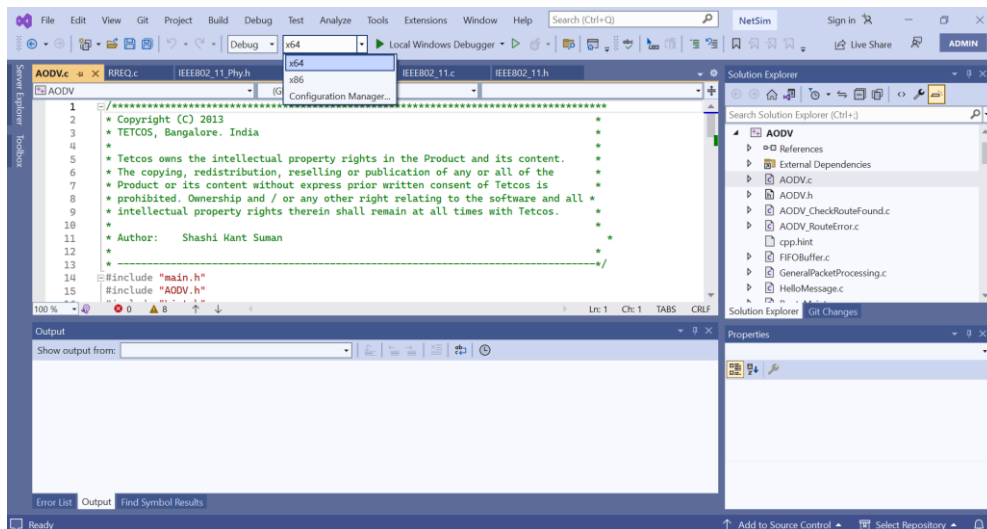 File Edit View Git Project Build Debug Test Analyze Tools Extensions Window Help Search (Ctrl+Q) NetSim Sign in
Debug x64 Local Windows Debugger Live Share ADMIN
x64
x86
Configuration Manager...
Server Explorer
Toolbox
AODV.c RREQ.c IEEE802_11_Phy.h IEEE802_11.c IEEE802_11.h
AODV (G
1 /*******************************************************************************
2 * Copyright (C) 2013 *
3 * TETCOS, Bangalore. India *
4 * *
5 * Tetcos owns the intellectual property rights in the Product and its content. *
6 * The copying, redistribution, reselling or publication of any or all of the *
7 * Product or its content without express prior written consent of Tetcos is *
8 * prohibited. Ownership and / or any other right relating to the software and all *
9 * intellectual property rights therein shall remain at all times with Tetcos. *
10 * *
11 * Author: Shashi Kant Suman *
12 * *
13 * ---------------------------------------------------------------------------------*/
14 #include "main.h"
15 #include "AODV.h"
100 % 0 8 Ln: 1 Ch: 1 TABS CRLF
Output
Show output from:
Error List Output Find Symbol Results
Solution Explorer
Search Solution Explorer (Ctrl+;)
AODV
References
External Dependencies
AODV.c
AODV.h
AODV_CheckRouteFound.c
AODV_RouteError.c
cpp.hint
FIFOBuffer.c
GeneralPacketProcessing.c
HelloMessage.c
Solution Explorer Git Changes
Properties
Ready Add to Source Control Select Repository